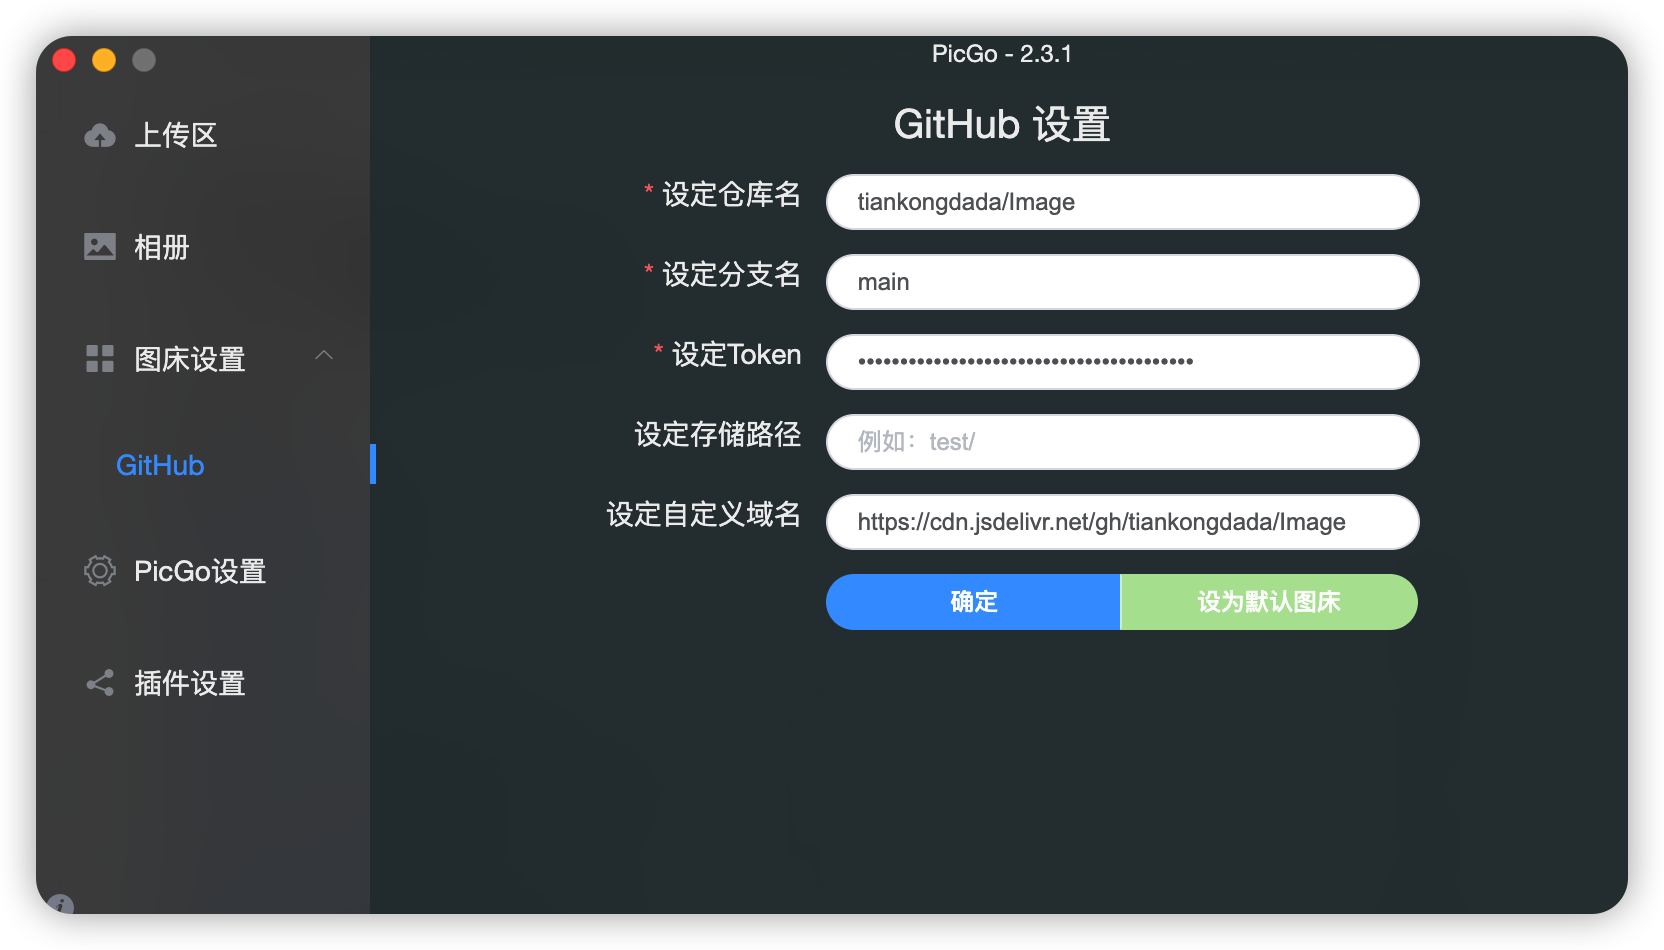 PicGo - 2.3.1
上传区
相册
图床设置
GitHub
PicGo设置
插件设置
GitHub 设置
* 设定仓库名
tiankongdada/Image
* 设定分支名
main
* 设定Token
••••••••••••••••••••••••••••••••••••••••
设定存储路径
例如：test/
设定自定义域名
https://cdn.jsdelivr.net/gh/tiankongdada/Image
确定
设为默认图床